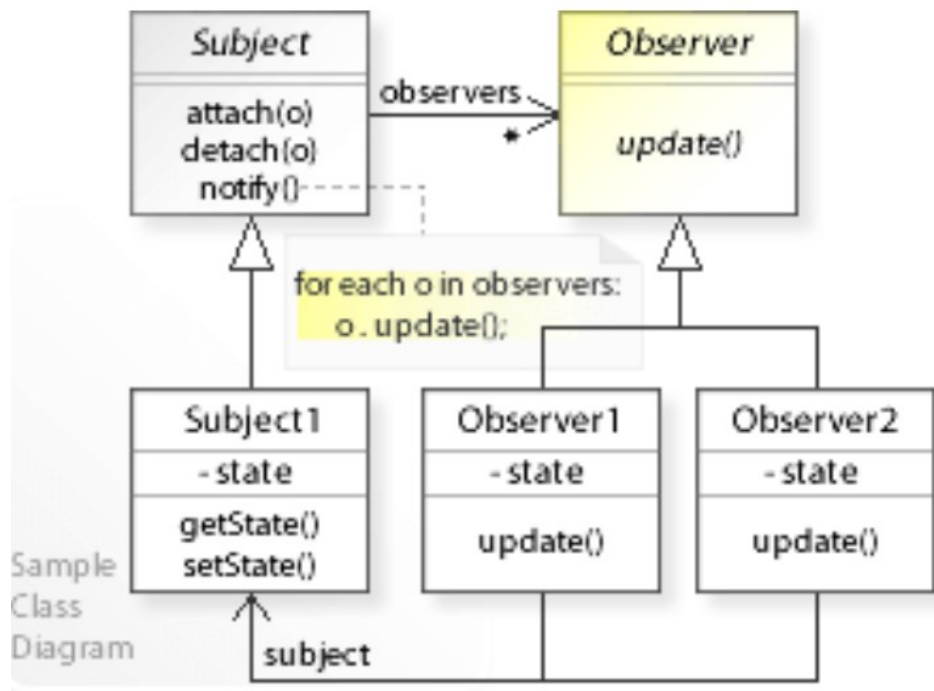 Subject
attach(o)
detach(o)
notify()
observers
*
Observer
update()
for each o in observers:
o . update();
Subject1
- state
getState()
setState()
Observer1
- state
update()
Observer2
- state
update()
subject
Sample
Class
Diagram